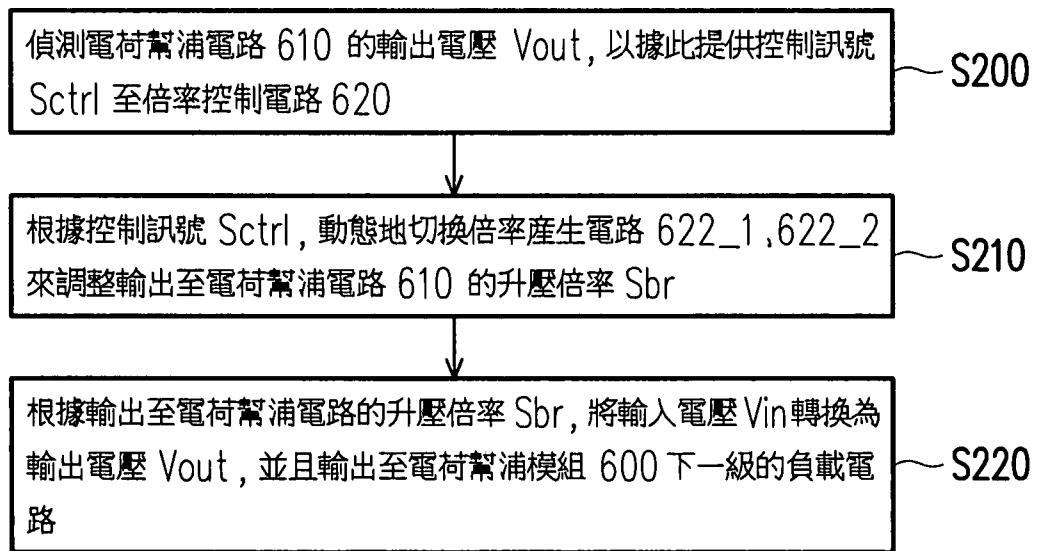 偵測電荷幫浦電路 610 的輸出電壓 Vout, 以據此提供控制訊號
Sctrl 至倍率控制電路 620
S200
根據控制訊號 Sctrl, 動態地切換倍率產生電路 622_1、622_2
來調整輸出至電荷幫浦電路 610 的升壓倍率 Sbr
S210
根據輸出至電荷幫浦電路的升壓倍率 Sbr, 將輸入電壓 Vin 轉換為
輸出電壓 Vout, 並且輸出至電荷幫浦模組 600 下一級的負載電
路
S220